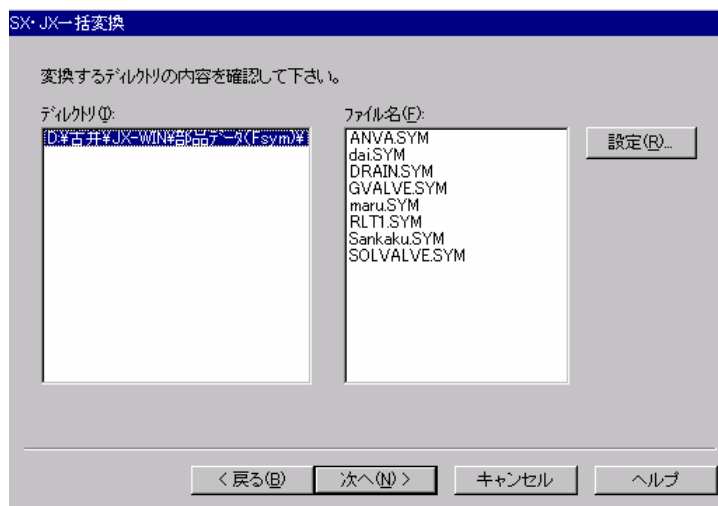 SX・JX一括変換
変換するディレクトリの内容を確認して下さい。
ディレクトリ(I):
ファイル名(F):
D:¥古井¥JX-WIN¥部品データ(Fsym)¥
ANVA.SYM
dai.SYM
DRAIN.SYM
GVALVE.SYM
maru.SYM
RLT1.SYM
Sankaku.SYM
SOLVALVE.SYM
設定(R)...
< 戻る(B)
次へ(N) >
キャンセル
ヘルプ